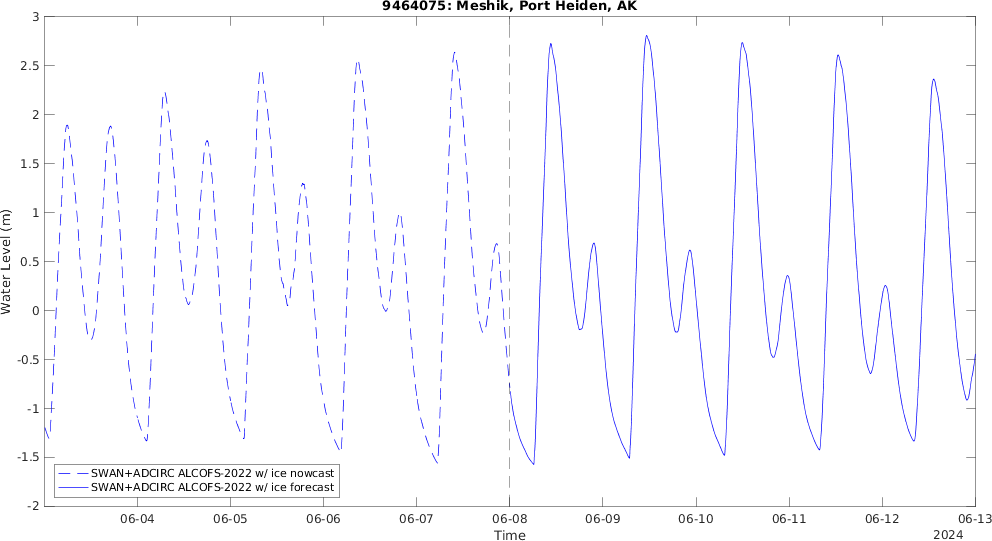 9464075: Meshik, Port Heiden, AK
Water Level (m)
3
2.5
2
1.5
1
0.5
0
-0.5
-1
-1.5
-2
SWAN+ADCIRC ALCOFS-2022 w/ ice nowcast
SWAN+ADCIRC ALCOFS-2022 w/ ice forecast
06-04 06-05 06-06 06-07 06-08 06-09 06-10 06-11 06-12 06-13
Time
2024